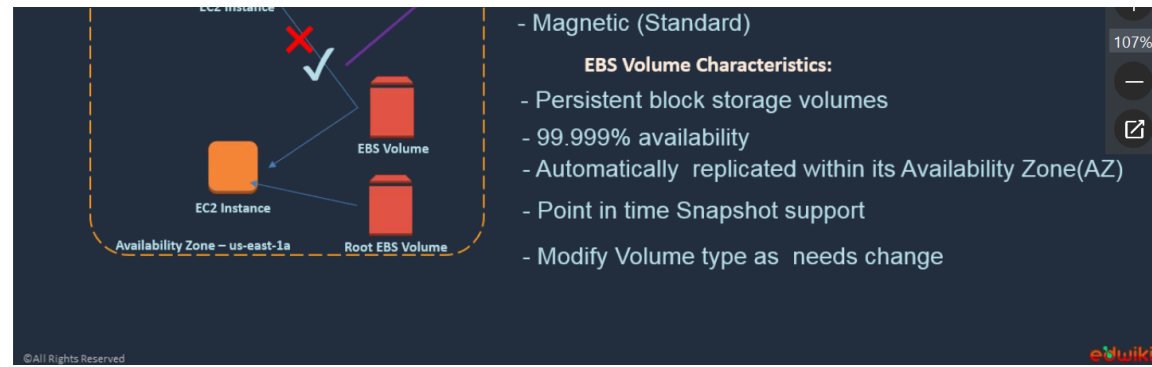 EC2 Instance
- Magnetic (Standard)
107%
EBS Volume Characteristics:
- Persistent block storage volumes
- 99.999% availability
EBS Volume
- Automatically  replicated within its Availability Zone(AZ)
EC2 Instance
- Point in time Snapshot support
Availability Zone – us-east-1a
Root EBS Volume
- Modify Volume type as  needs change
©All Rights Reserved
edwiki